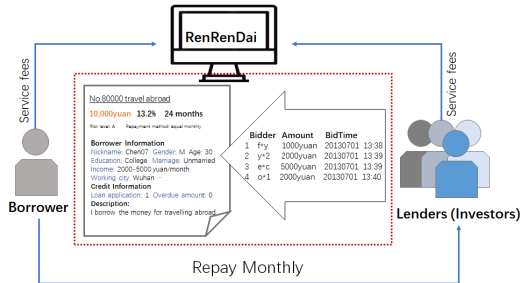 RenRenDai
Service fees
Service fees
No.80000 travel abroad
10,000yuan 13.2% 24 months
Risk level: A Repayment method: equal monthly.
Borrower Information
Nickname: Chen07 Gender: M Age: 30
Education: College Marriage: Unmarried
Income: 2000-5000 yuan/month
Working city: Wuhan ...
Credit Information
Loan application: 1 Overdue amount: 0
Description:
I borrow the money for travelling abroad
Bidder Amount BidTime
1 f*y 1000yuan 20130701 13:38
2 y*2 2000yuan 20130701 13:39
3 e*c 5000yuan 20130701 13:39
4 o*1 2000yuan 20130701 13:40
Borrower
Lenders (Investors)
Repay Monthly